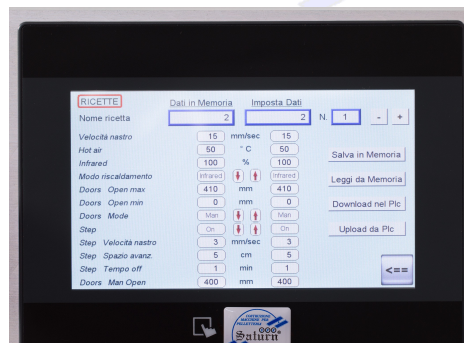 RICETTE Dati in Memoria Imposta Dati
Nome ricetta 2 2 N. 1 - +
Velocità nastro 15 mm/sec 15
Hot air 50 °C 50
Infrared 100 % 100 Salva in Memoria
Modo riscaldamento Infrared Infrared
Leggi da Memoria
Doors Open max 410 mm 410
Doors Open min 0 mm 0 Download nel Plc
Doors Mode Man Man
Step On On Upload da Plc
Step Velocità nastro 3 mm/sec 3
Step Spazio avanz. 5 cm 5
Step Tempo off 1 min 1 <==
Doors Man Open 400 mm 400
COSTRUZIONE
MACCHINE PER
PELLETTERIA
Saturn